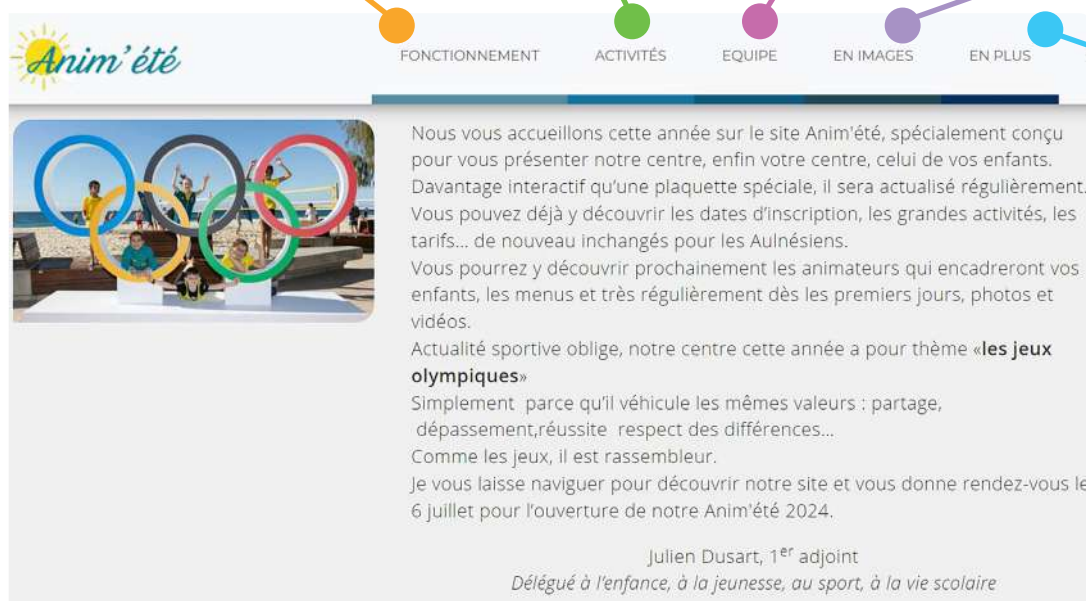 Anim'été
FONCTIONNEMENT ACTIVITÉS EQUIPE EN IMAGES EN PLUS
Nous vous accueillons cette année sur le site Anim'été, spécialement conçu
pour vous présenter notre centre, enfin votre centre, celui de vos enfants.
Davantage interactif qu'une plaquette spéciale, il sera actualisé régulièrement.
Vous pouvez déjà y découvrir les dates d'inscription, les grandes activités, les
tarifs... de nouveau inchangés pour les Aulnésiens.
Vous pourrez y découvrir prochainement les animateurs qui encadreront vos
enfants, les menus et très régulièrement dès les premiers jours, photos et
vidéos.
Actualité sportive oblige, notre centre cette année a pour thème «les jeux
olympiques»
Simplement parce qu'il véhicule les mêmes valeurs : partage,
dépassement,réussite respect des différences...
Comme les jeux, il est rassembleur.
Je vous laisse naviguer pour découvrir notre site et vous donne rendez-vous le
6 juillet pour l'ouverture de notre Anim'été 2024.
Julien Dusart, 1er adjoint
Délégué à l'enfance, à la jeunesse, au sport, à la vie scolaire